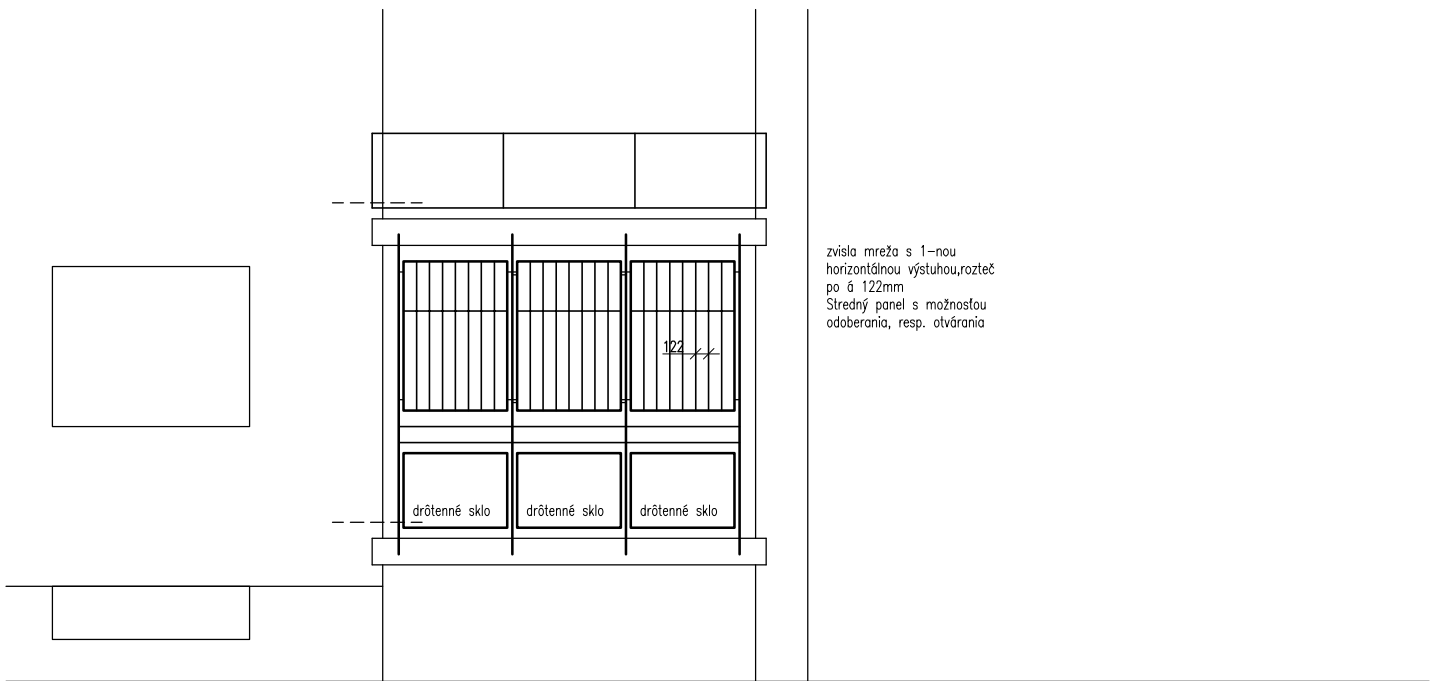 zvisla mreža s 1-nou
horizontálnou výstuhou,rozteč
po á 122mm
Stredný panel s možnosťou
odoberania, resp. otvárania
122
drôtenné sklo
drôtenné sklo
drôtenné sklo